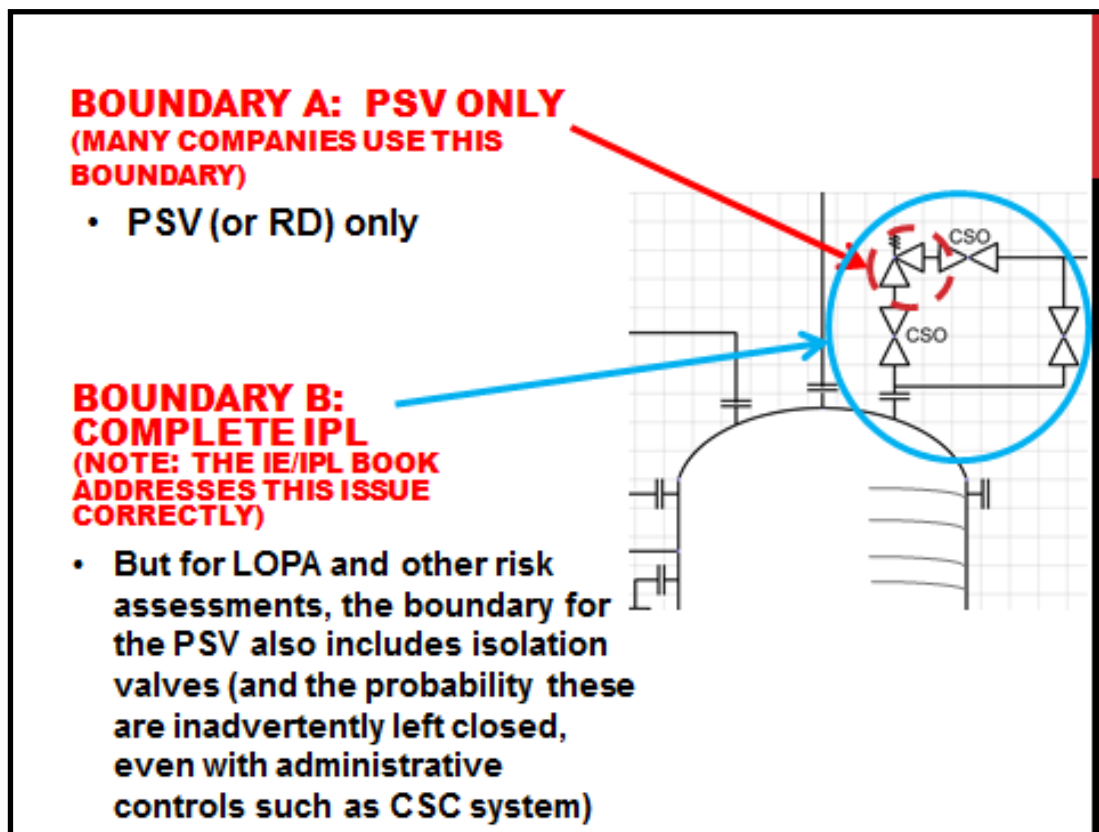 BOUNDARY A: PSV ONLY
(MANY COMPANIES USE THIS
BOUNDARY)
• PSV (or RD) only
CSO
CSO
BOUNDARY B:
COMPLETE IPL
(NOTE: THE IE/IPL BOOK
ADDRESSES THIS ISSUE
CORRECTLY)
• But for LOPA and other risk
assessments, the boundary for
the PSV also includes isolation
valves (and the probability these
are inadvertently left closed,
even with administrative
controls such as CSC system)